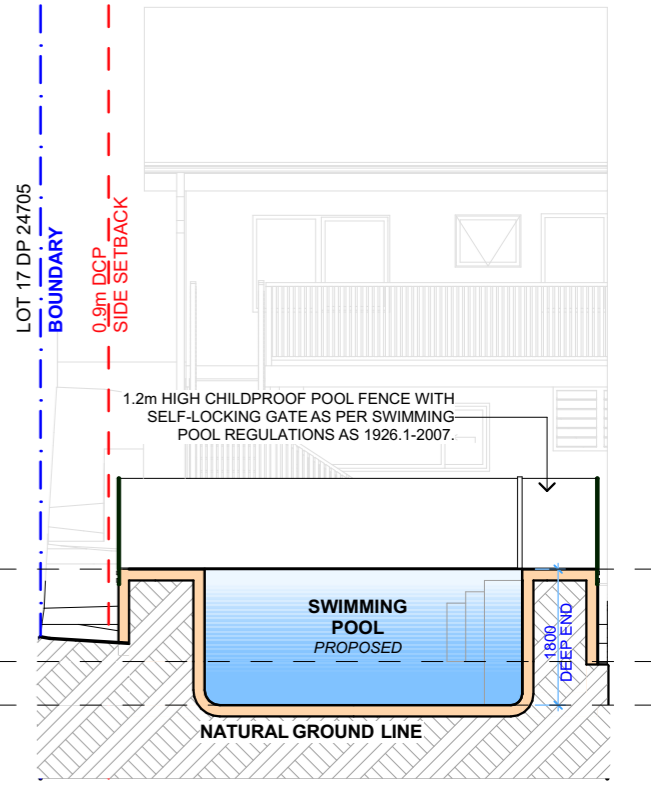 LOT 17 DP 24705
BOUNDARY
0.9m DCP
SIDE SETBACK
1.2m HIGH CHILDPROOF POOL FENCE WITH
SELF-LOCKING GATE AS PER SWIMMING
POOL REGULATIONS AS 1926.1-2007.
SWIMMING
POOL
PROPOSED
1800
DEEP END
NATURAL GROUND LINE